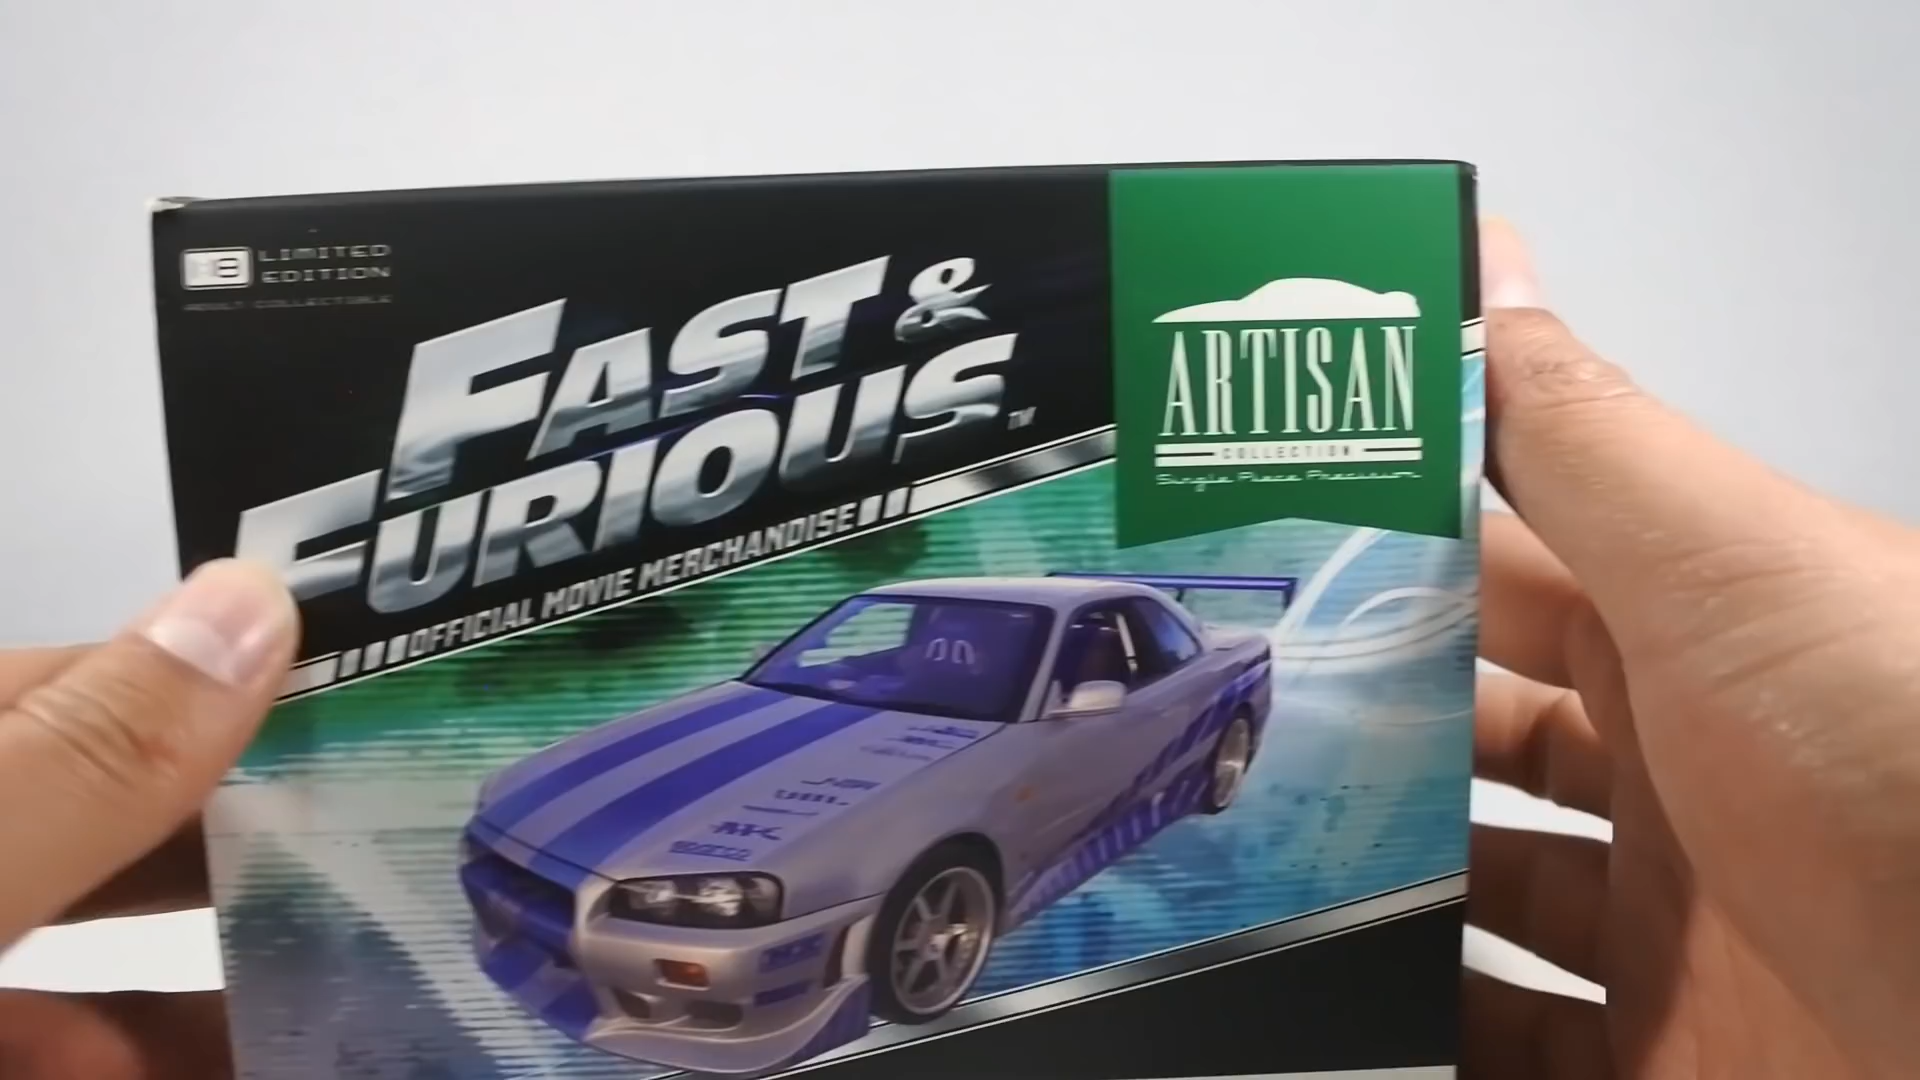 LIMITED
EDITION
ADULT COLLECTIBLE
FAST &
FURIOUS
TM
OFFICIAL MOVIE MERCHANDISE
ARTISAN
COLLECTION
Single Piece Precision